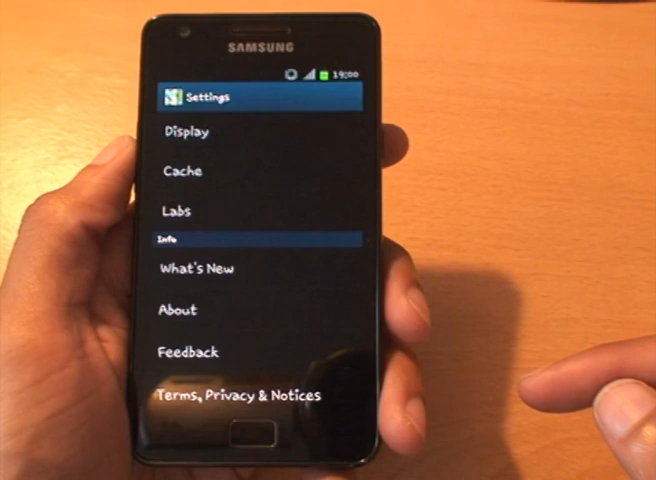 SAMSUNG
19:00
Settings
Display
Cache
Labs
Info
What's New
About
Feedback
Terms, Privacy & Notices